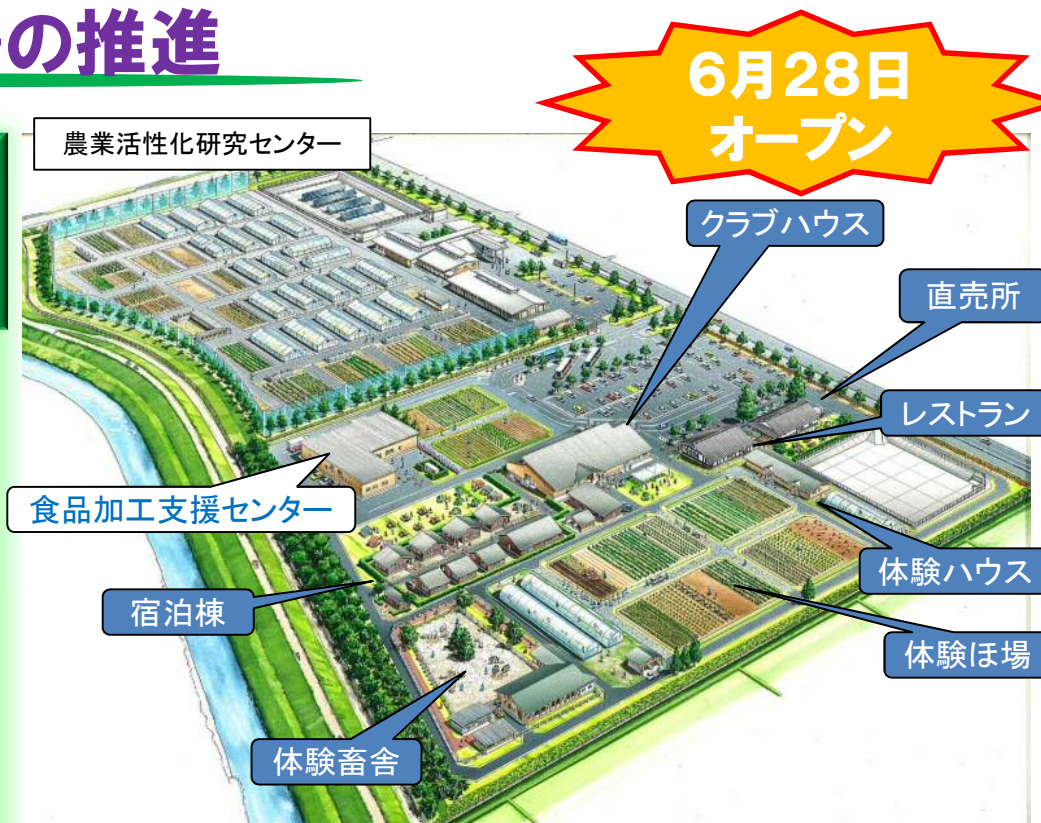 の推進
6月28日
オープン
農業活性化研究センター
クラブハウス
直売所
レストラン
食品加工支援センター
体験ハウス
宿泊棟
体験ほ場
体験畜舎